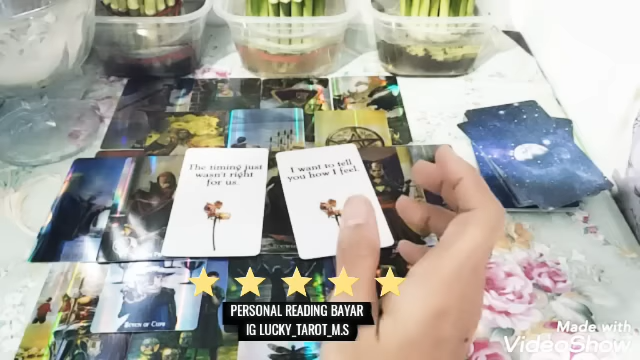 The timing just
wasn't right
for us.
I want to tell
you how I feel.
PERSONAL READING BAYAR
IG LUCKY_TAROT_M.S
Made with
VideoShow